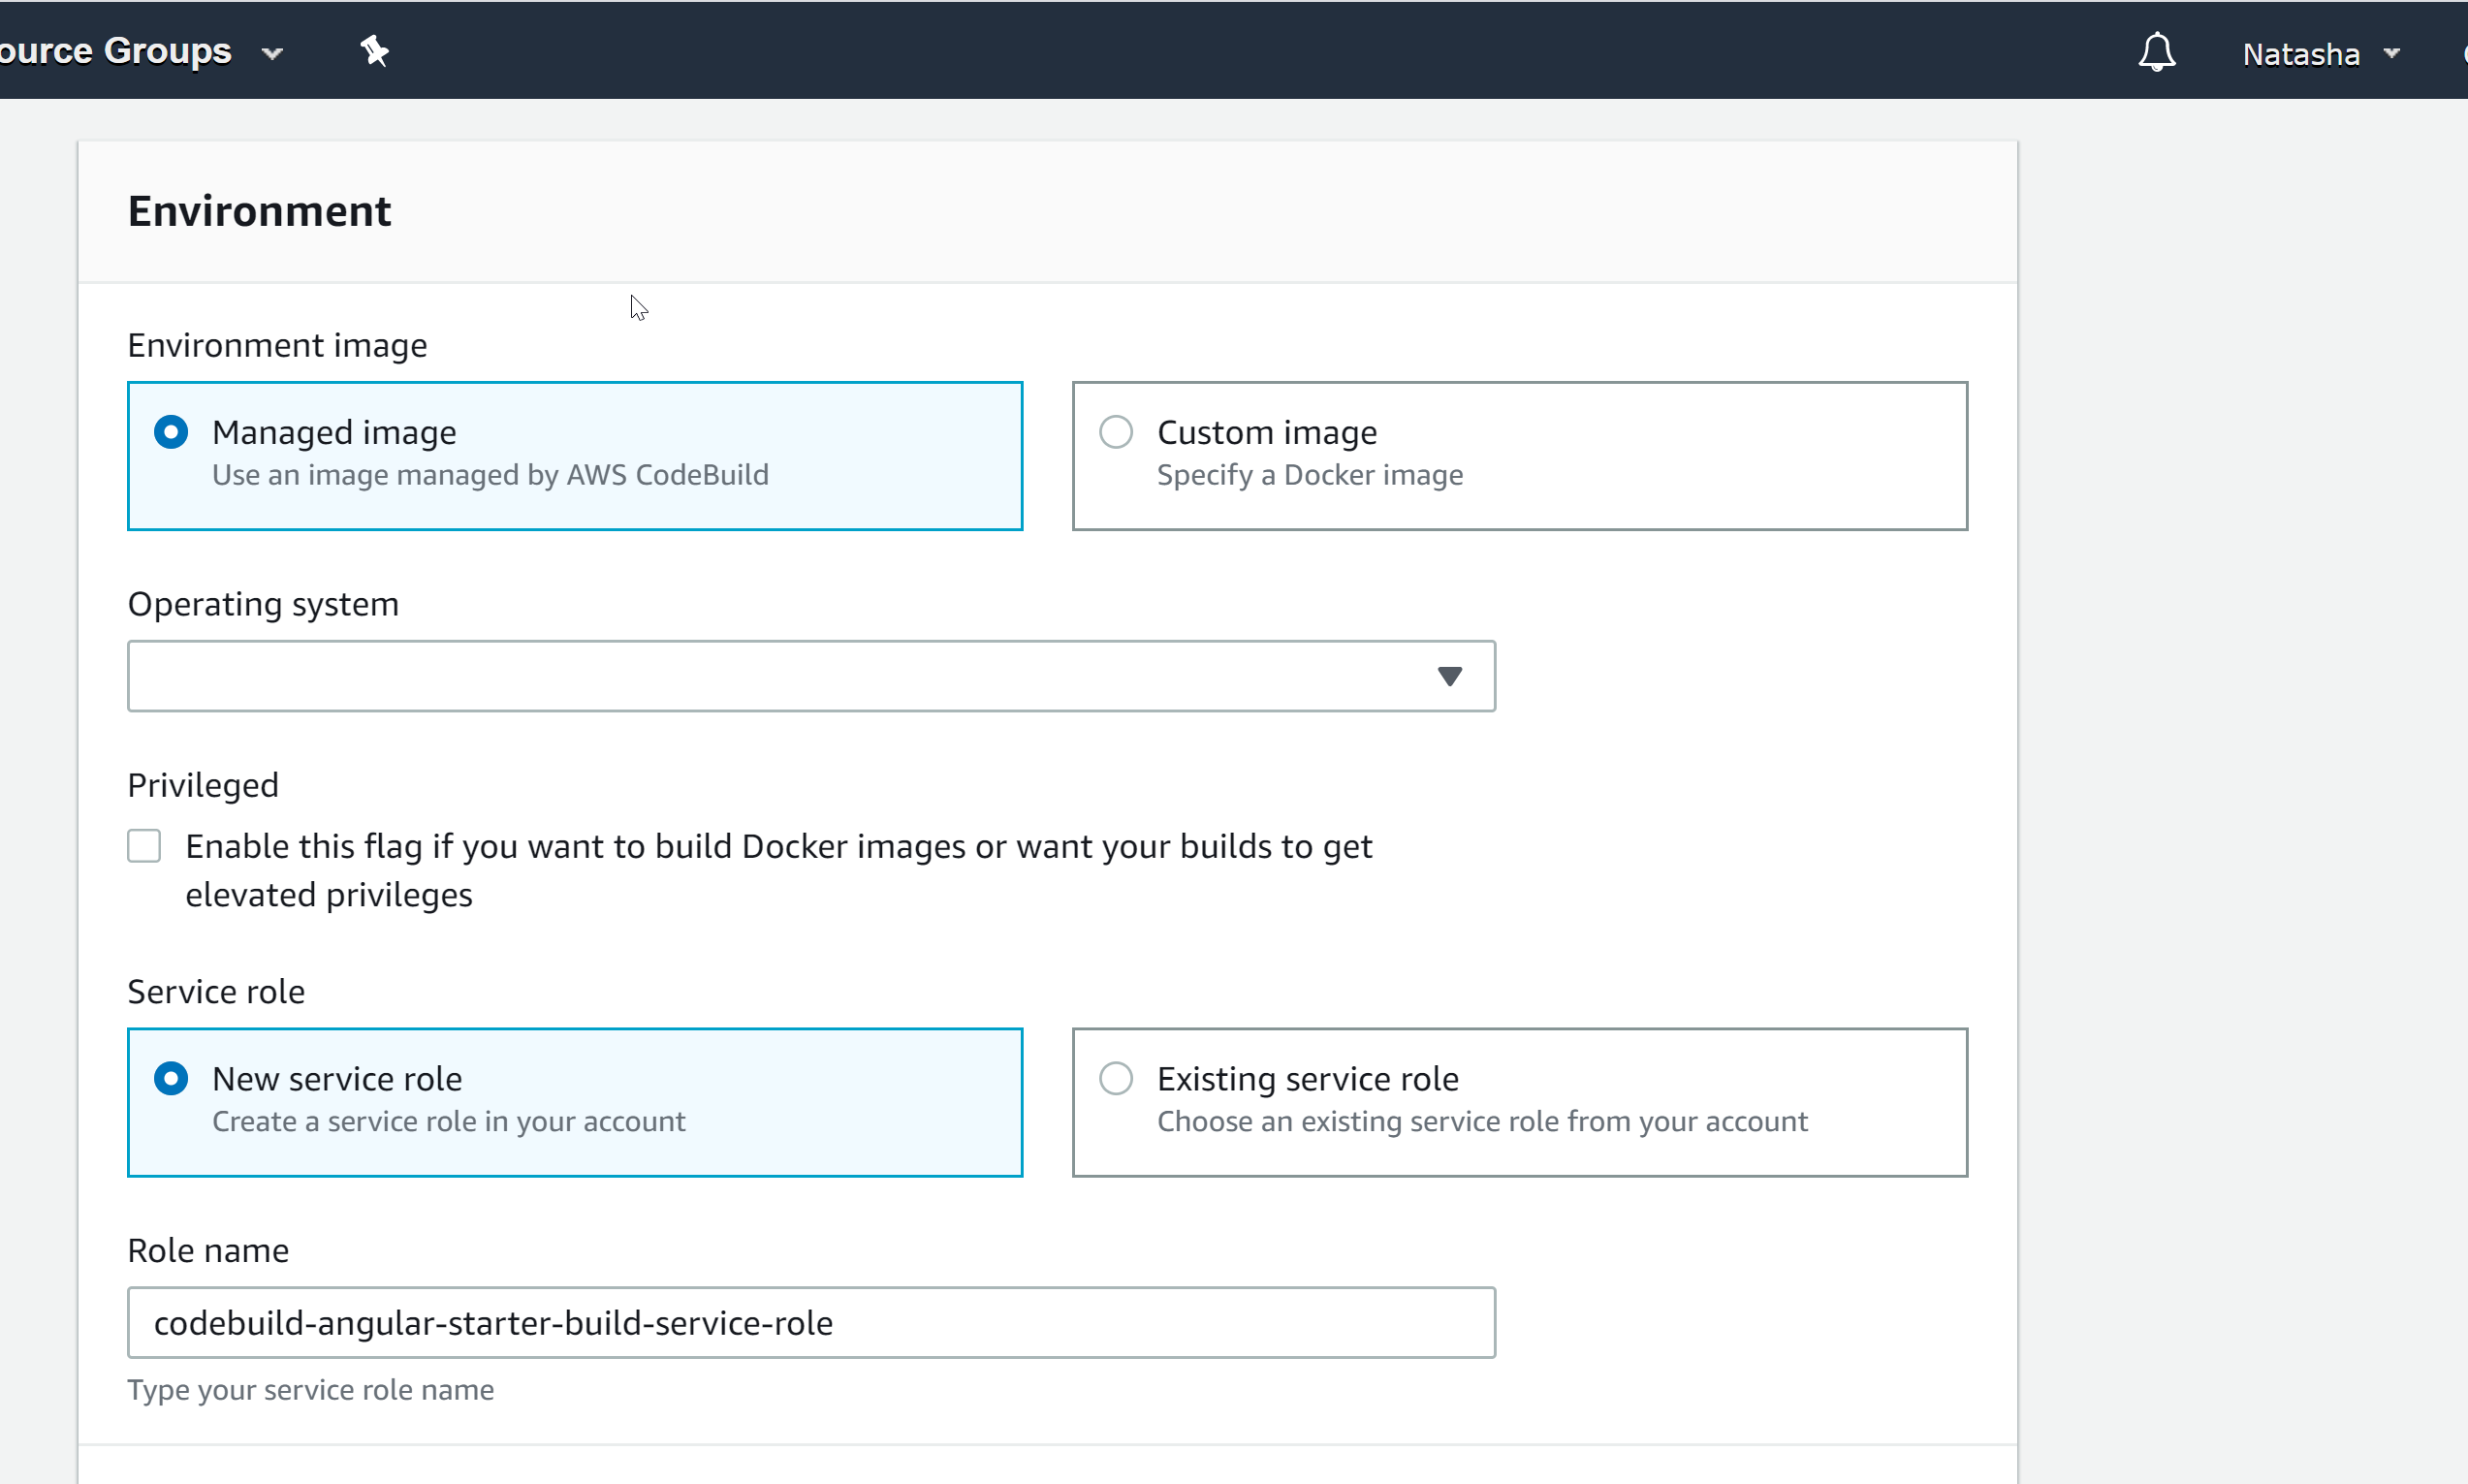 ource Groups
Natasha
Environment
Environment image
Managed image
Use an image managed by AWS CodeBuild
Custom image
Specify a Docker image
Operating system
Privileged
Enable this flag if you want to build Docker images or want your builds to get
elevated privileges
Service role
New service role
Create a service role in your account
Existing service role
Choose an existing service role from your account
Role name
codebuild-angular-starter-build-service-role
Type your service role name